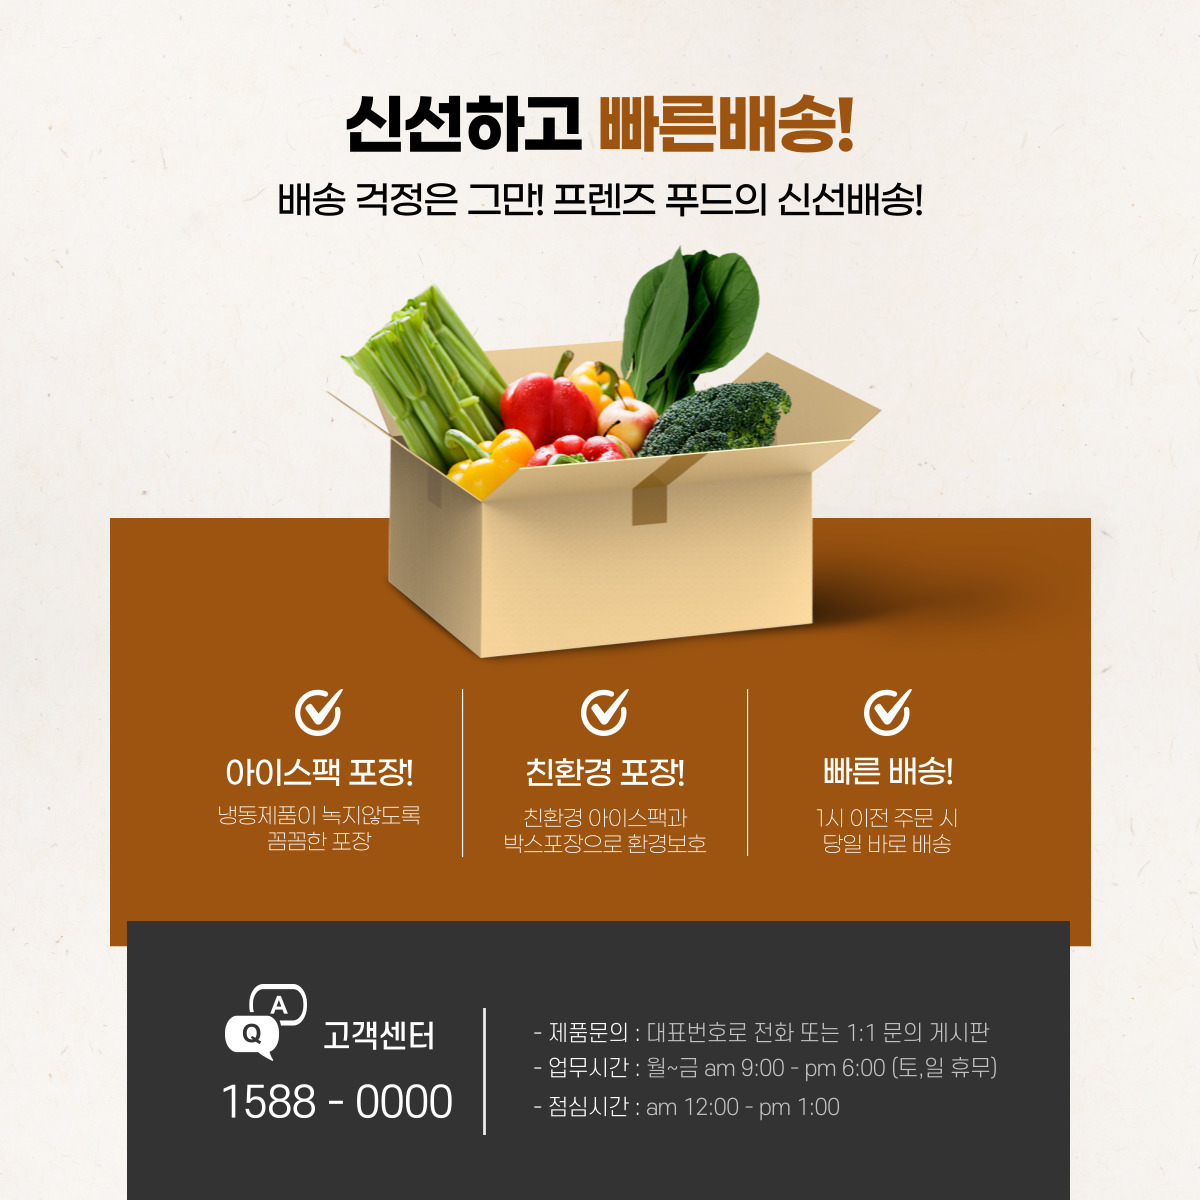 신선하고 빠른배송!
배송 걱정은 그만! 프렌즈 푸드의 신선배송!
아이스팩 포장!
냉동제품이 녹지않도록
꼼꼼한 포장
친환경 포장!
친환경 아이스팩과
박스포장으로 환경보호
빠른 배송!
1시 이전 주문 시
당일 바로 배송
A
Q
고객센터
1588 - 0000
- 제품문의 : 대표번호로 전화 또는 1:1 문의 게시판
- 업무시간 : 월~금 am 9:00 - pm 6:00 (토,일 휴무)
- 점심시간 : am 12:00 - pm 1:00